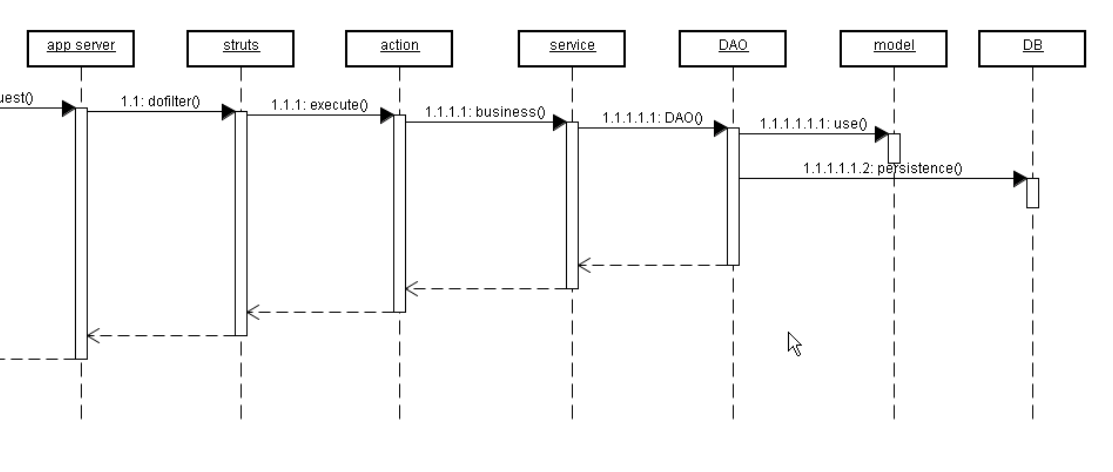 app server
struts
action
service
DAO
model
DB
uest()
1.1: dofilter()
1.1.1: execute()
1.1.1.1: business()
1.1.1.1.1: DAO()
1.1.1.1.1.1: use()
1.1.1.1.1.2: persistence()